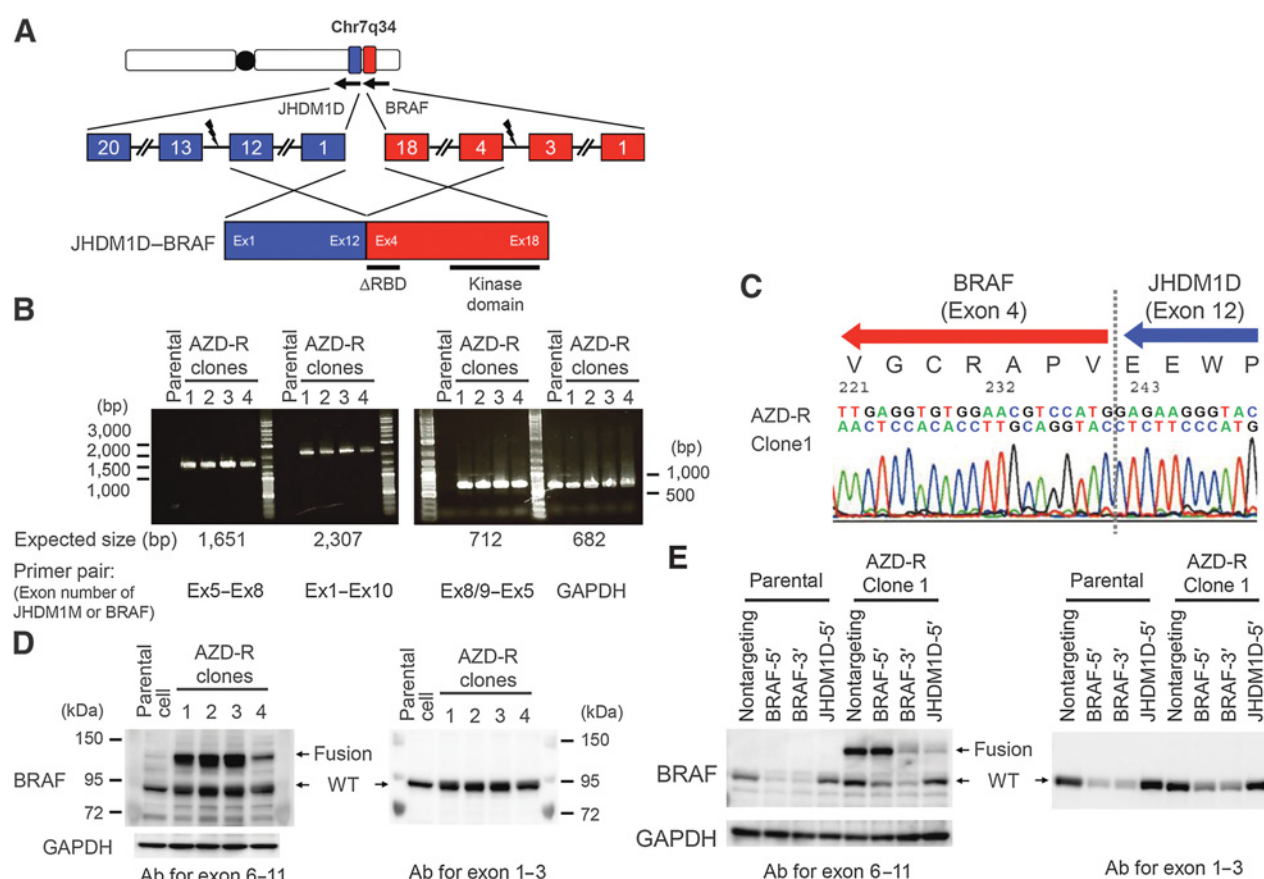 A
Chr7q34
JHDM1D BRAF
20 13 12 1 18 4 3 1
JHDM1D–BRAF Ex1 Ex12 Ex4 Ex18
ΔRBD Kinase domain
B
Parental AZD-R clones Parental AZD-R clones Parental AZD-R clones Parental AZD-R clones
1 2 3 4 1 2 3 4 1 2 3 4 1 2 3 4
(bp)
3,000
2,000
1,500
1,000
(bp)
1,000
500
Expected size (bp) 1,651 2,307 712 682
Primer pair:
(Exon number of
JHDM1M or BRAF)
Ex5–Ex8 Ex1–Ex10 Ex8/9–Ex5 GAPDH
C
BRAF JHDM1D
(Exon 4) (Exon 12)
V G C R A P V E E W P
221 232 243
AZD-R
Clone1
TTGAGGTGTGGAACGTCCATGGAGAAGGGTAC
AACTCCACACCTTGCAGGTACCTCTTCCCATG
D
Parental cell AZD-R clones Parental cell AZD-R clones
1 2 3 4 1 2 3 4
(kDa) (kDa)
150 Fusion 150
BRAF 95 WT 95
72 72
GAPDH
Ab for exon 6–11 Ab for exon 1–3
E
Parental AZD-R Clone 1 Parental AZD-R Clone 1
Nontargeting BRAF-5′ BRAF-3′ JHDM1D-5′ Nontargeting BRAF-5′ BRAF-3′ JHDM1D-5′ Nontargeting BRAF-5′ BRAF-3′ JHDM1D-5′ Nontargeting BRAF-5′ BRAF-3′ JHDM1D-5′
Fusion
BRAF WT
GAPDH
Ab for exon 6–11 Ab for exon 1–3